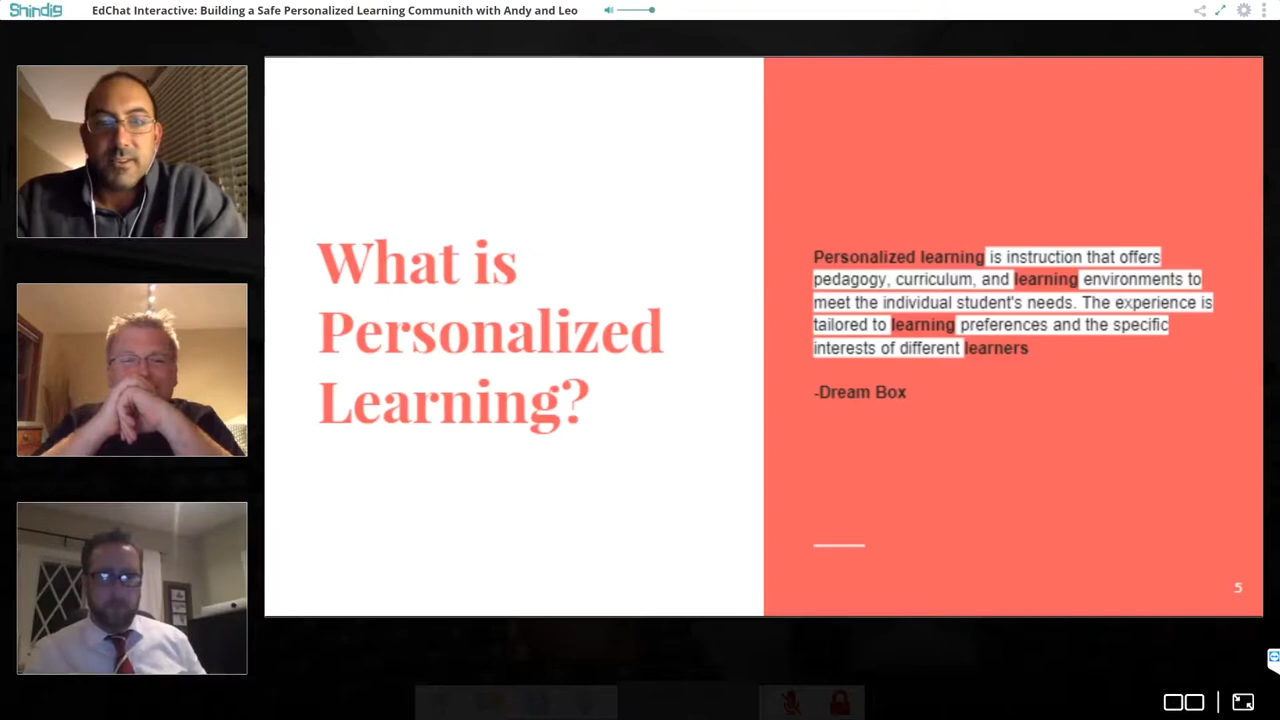 Shindig
EdChat Interactive: Building a Safe Personalized Learning Communith with Andy and Leo
What is
Personalized
Learning?
Personalized learning is instruction that offers
pedagogy, curriculum, and learning environments to
meet the individual student's needs. The experience is
tailored to learning preferences and the specific
interests of different learners
-Dream Box
5